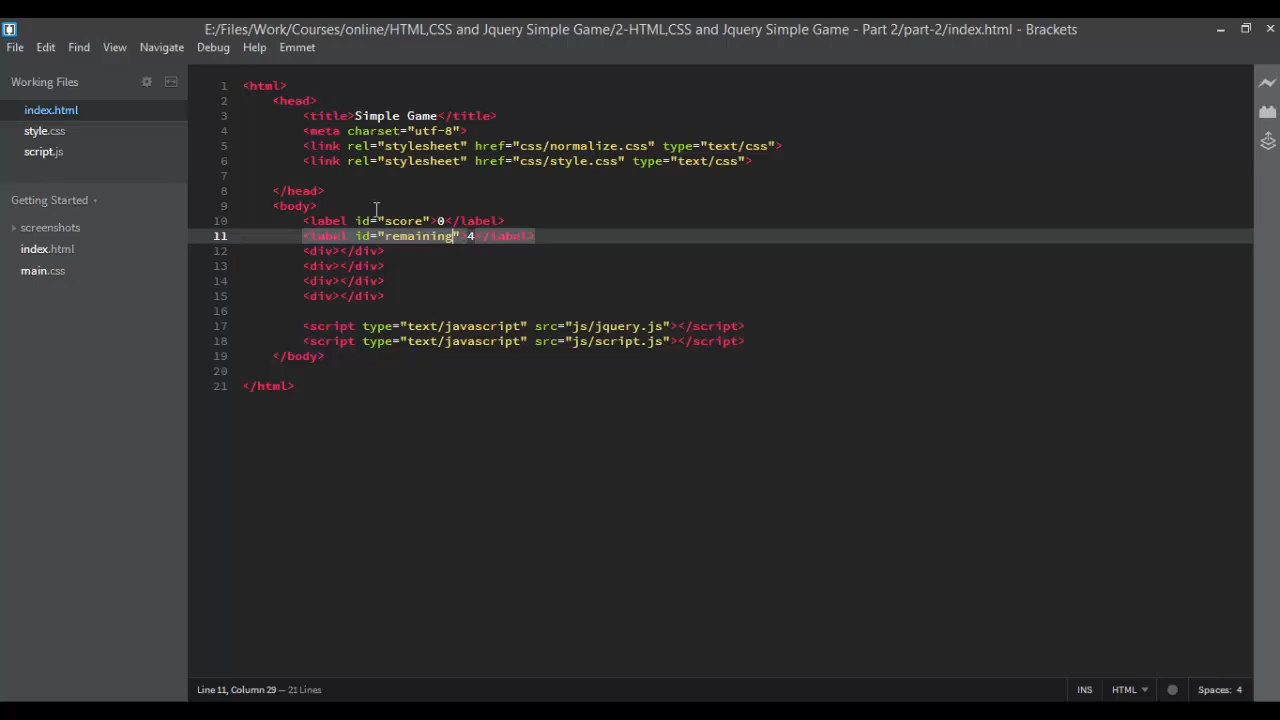 E:/Files/Work/Courses/online/HTML,CSS and Jquery Simple Game/2-HTML,CSS and Jquery Simple Game - Part 2/part-2/index.html - Brackets
File Edit Find View Navigate Debug Help Emmet
Working Files
index.html
style.css
script.js
Getting Started
screenshots
index.html
main.css
1 <html>
2 <head>
3 <title>Simple Game</title>
4 <meta charset="utf-8">
5 <link rel="stylesheet" href="css/normalize.css" type="text/css">
6 <link rel="stylesheet" href="css/style.css" type="text/css">
7
8 </head>
9 <body>
10 <label id="score">0</label>
11 <label id="remaining">4</label>
12 <div></div>
13 <div></div>
14 <div></div>
15 <div></div>
16
17 <script type="text/javascript" src="js/jquery.js"></script>
18 <script type="text/javascript" src="js/script.js"></script>
19 </body>
20
21 </html>
Line 11, Column 29 — 21 Lines
INS HTML Spaces: 4